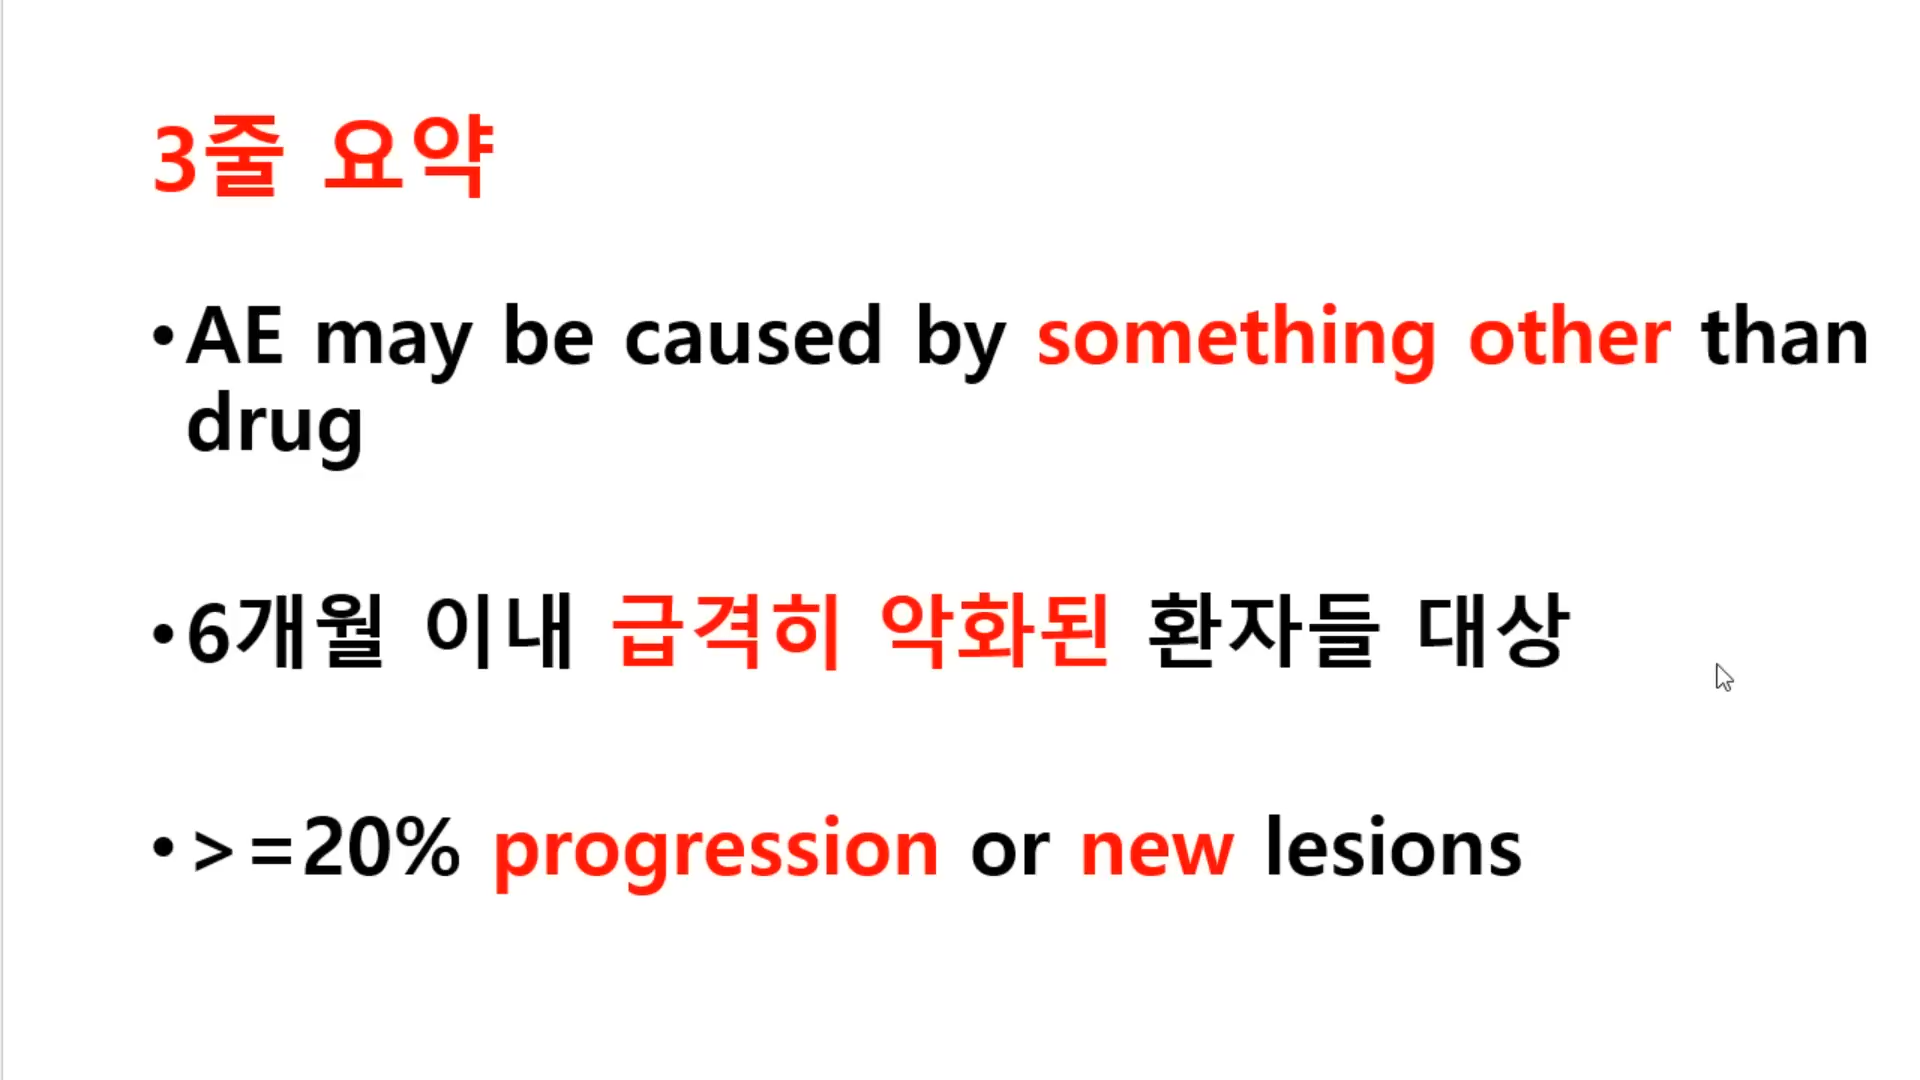 3줄 요약
•AE may be caused by something other than
drug
•6개월 이내 급격히 악화된 환자들 대상
•>=20% progression or new lesions